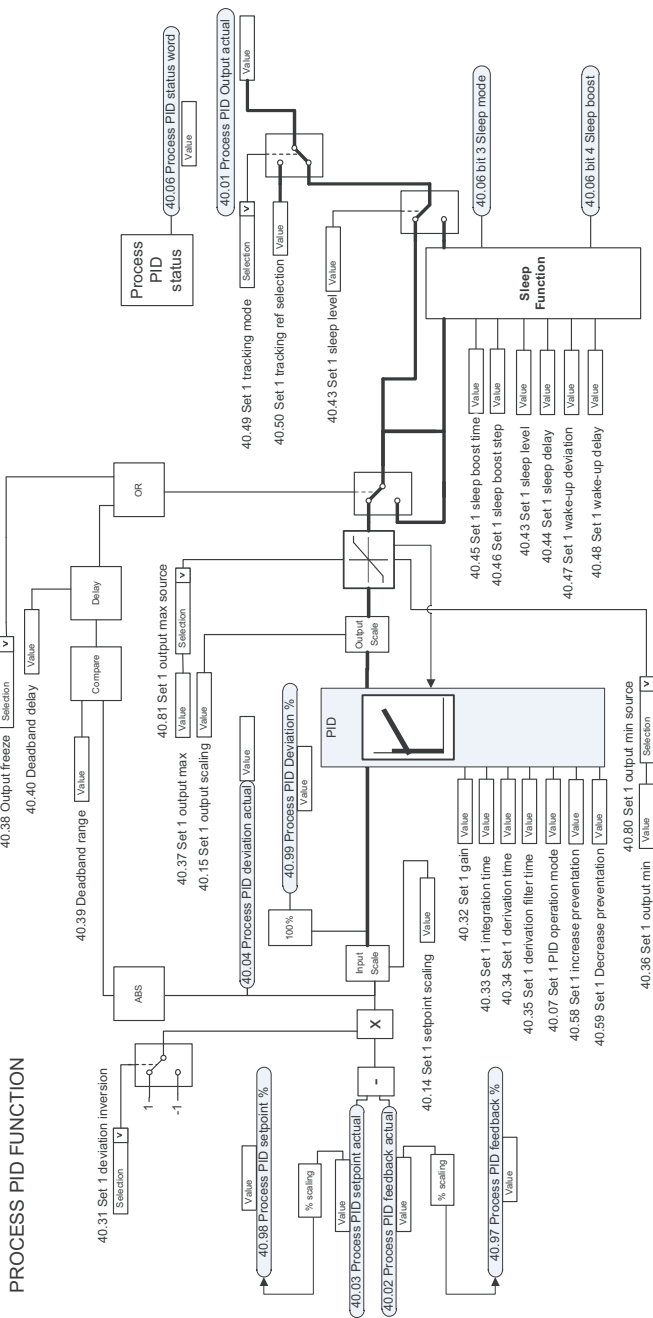 PROCESS PID FUNCTION
40.31 Set 1 deviation inversion
Selection v
1
-1
ABS
Value
40.98 Process PID setpoint %
% scaling
40.03 Process PID setpoint actual
Value
40.02 Process PID feedback actual
Value
% scaling
40.97 Process PID feedback %
Value
-
X
Input Scale
40.14 Set 1 setpoint scaling
Value
100%
40.04 Process PID deviation actual Value
40.99 Process PID Deviation %
Value
40.38 Output freeze Selection v
40.40 Deadband delay Value
40.39 Deadband range Value
Compare
Delay
OR
40.81 Set 1 output max source
40.37 Set 1 output max Value Selection v
40.15 Set 1 output scaling Value
PID
Output Scale
40.32 Set 1 gain Value
40.33 Set 1 integration time Value
40.34 Set 1 derivation time Value
40.35 Set 1 derivation filter time Value
40.07 Set 1 PID operation mode Value
40.58 Set 1 increase preventation Value
40.59 Set 1 Decrease preventation Value
40.80 Set 1 output min source
40.36 Set 1 output min Value Selection v
Process PID status
40.06 Process PID status word
Value
40.01 Process PID Output actual
Value
40.49 Set 1 tracking mode Selection v
40.50 Set 1 tracking ref selection Value
40.43 Set 1 sleep level Value
40.45 Set 1 sleep boost time Value
40.46 Set 1 sleep boost step Value
40.43 Set 1 sleep level Value
40.44 Set 1 sleep delay Value
40.47 Set 1 wake-up deviation Value
40.48 Set 1 wake-up delay Value
Sleep Function
40.06 bit 3 Sleep mode
40.06 bit 4 Sleep boost